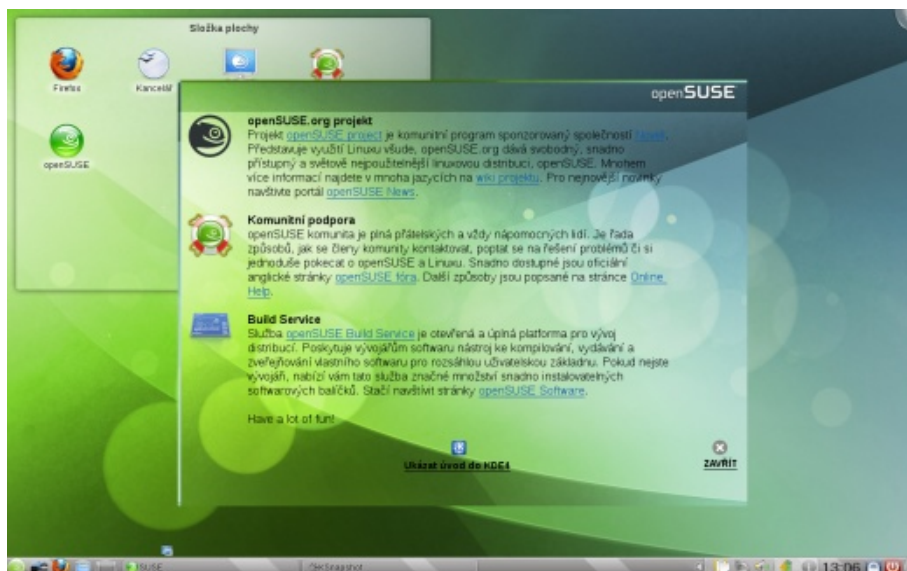 Složka plochy
Firefox
Kancelář
openSUSE
openSUSE
openSUSE.org projekt
Projekt openSUSE project je komunitní program sponzorovaný společností Novell.
Představuje využití Linuxu všude, openSUSE.org dává svobodný, snadno
přístupný a světově nejpoužitelnější linuxovou distribuci, openSUSE. Mnohem
více informací najdete v mnoha jazycích na wiki projektu. Pro nejnovější novinky
navštivte portál openSUSE News.
Komunitní podpora
openSUSE komunita je plná přátelských a vždy nápomocných lidí. Je řada
způsobů, jak se členy komunity kontaktovat, poptat se na řešení problémů či si
jednoduše pokecat o openSUSE a Linuxu. Snadno dostupné jsou oficiální
anglické stránky openSUSE fóra. Další způsoby jsou popsané na stránce Online
Help.
Build Service
Služba openSUSE Build Service je otevřená a úplná platforma pro vývoj
distribucí. Poskytuje vývojářům softwaru nástroj ke kompilování, vydávání a
zveřejňování vlastního softwaru pro rozsáhlou uživatelskou základnu. Pokud nejste
vývojáři, nabízí vám tato služba značné množství snadno instalovatelných
softwarových balíčků. Stačí navštívit stránky openSUSE Software.
Have a lot of fun!
Ukázat úvod do KDE4
ZAVŘÍT
SUSE
KSnapshot
13:06